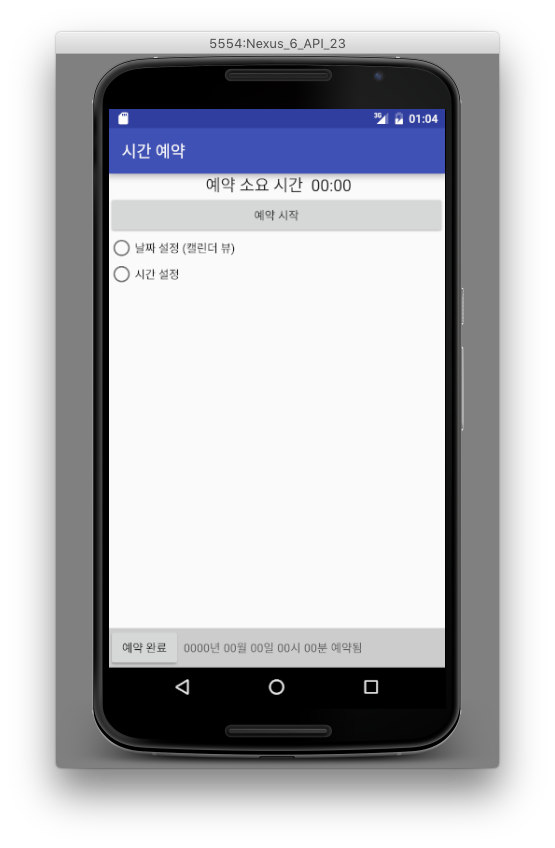 5554:Nexus_6_API_23
3G 01:04
시간 예약
예약 소요 시간 00:00
예약 시작
날짜 설정 (캘린더 뷰)
시간 설정
예약 완료 0000년 00월 00일 00시 00분 예약됨